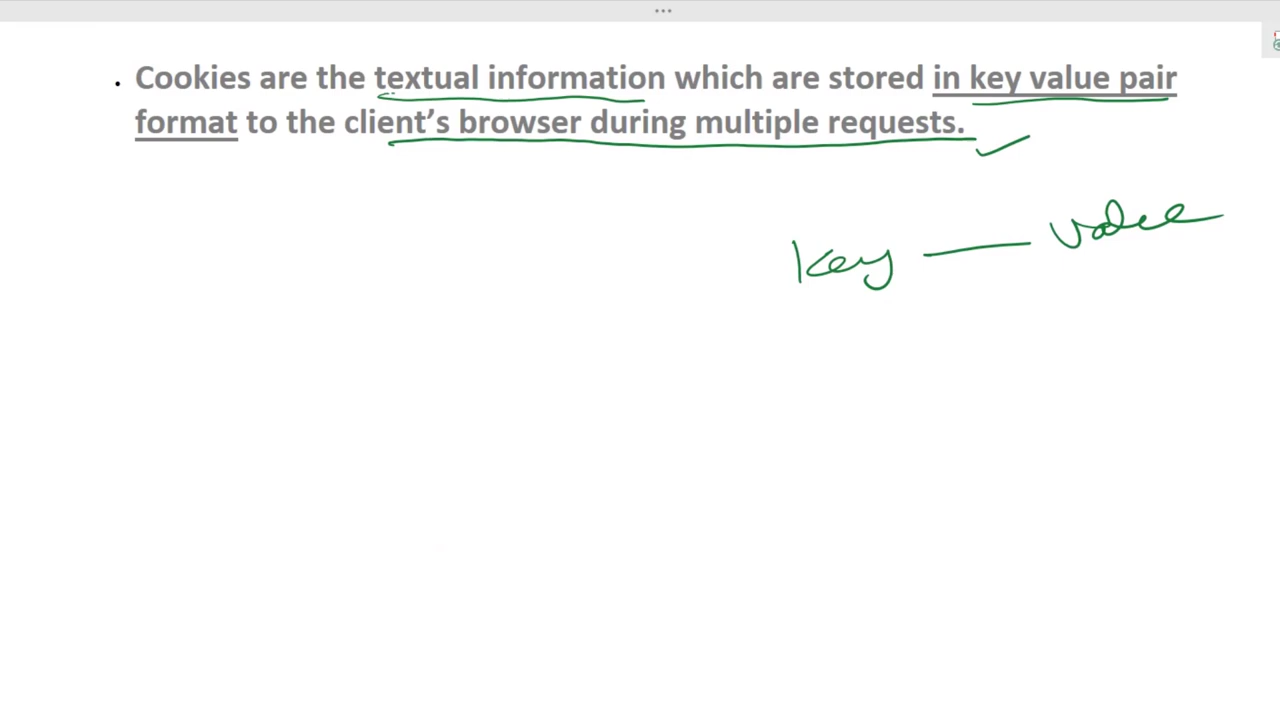 . Cookies are the textual information which are stored in key value pair
format to the client’s browser during multiple requests.
key — value